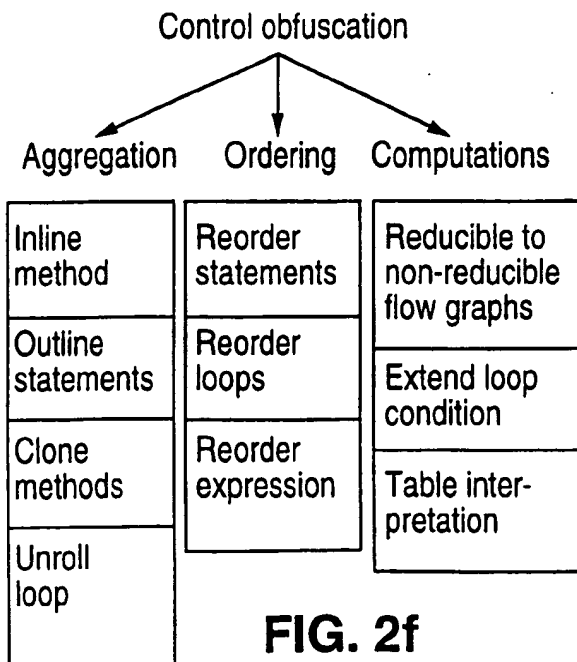 Control obfuscation
Aggregation
Ordering
Computations
Inline
method
Outline
statements
Clone
methods
Unroll
loop
Reorder
statements
Reorder
loops
Reorder
expression
Reducible to
non-reducible
flow graphs
Extend loop
condition
Table inter-
pretation
FIG. 2f